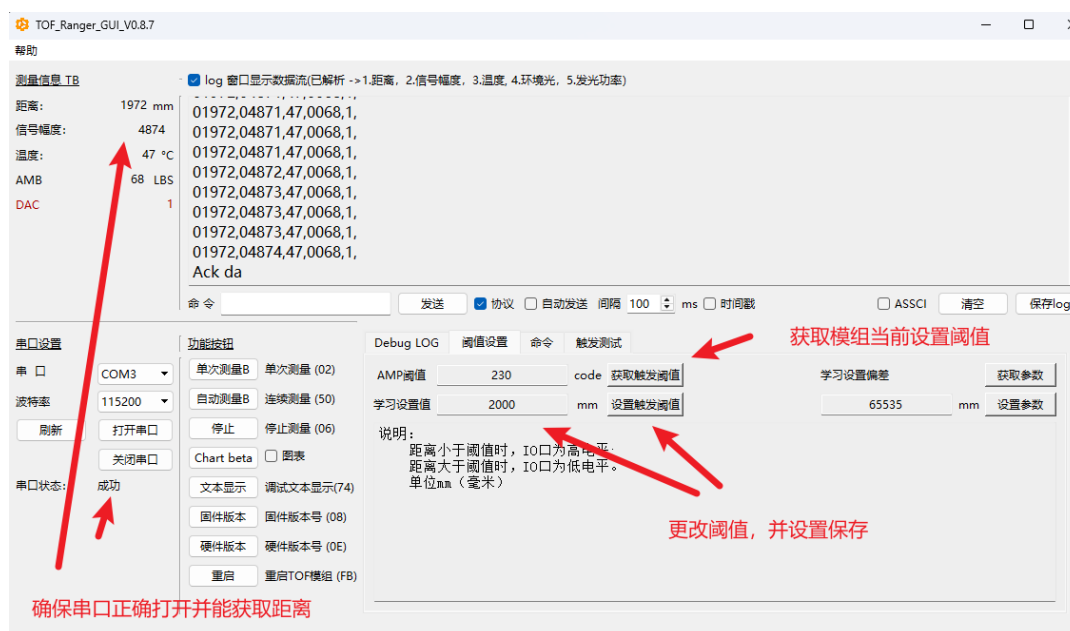 TOF_Ranger_GUI_V0.8.7
帮助
测量信息 TB
log 窗口显示数据流(已解析 ->1.距离，2.信号幅度，3.温度, 4.环境光，5.发光功率)
距离: 1972 mm
信号幅度: 4874
温度: 47 °C
AMB 68 LBS
DAC 1
01972,04871,47,0068,1,
01972,04871,47,0068,1,
01972,04871,47,0068,1,
01972,04872,47,0068,1,
01972,04873,47,0068,1,
01972,04873,47,0068,1,
01972,04873,47,0068,1,
01972,04874,47,0068,1,
Ack da
命 令 发送 协议 自动发送 间隔 100 ms 时间戳 ASSCI 清空 保存log
获取模组当前设置阈值
串口设置
串 口 COM3
波特率 115200
刷新 打开串口
关闭串口
串口状态: 成功
功能按钮
单次测量B 单次测量 (02)
自动测量B 连续测量 (50)
停止 停止测量 (06)
Chart beta 图表
文本显示 调试文本显示(74)
固件版本 固件版本号 (08)
硬件版本 硬件版本号 (0E)
重启 重启TOF模组 (FB)
Debug LOG 阈值设置 命令 触发测试
AMP阈值 230 code 获取触发阈值 学习设置偏差 获取参数
学习设置值 2000 mm 设置触发阈值 65535 mm 设置参数
说明:
距离小于阈值时，IO口为高电平.
距离大于阈值时，IO口为低电平。
单位mm（毫米）
更改阈值，并设置保存
确保串口正确打开并能获取距离